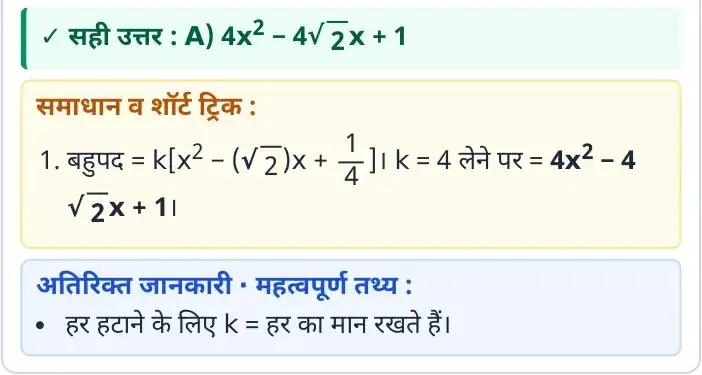 ✓ सही उत्तर : A) 4x² − 4√2x + 1
समाधान व शॉर्ट ट्रिक :
1. बहुपद = k[x² − (√2)x + 1/4]। k = 4 लेने पर = 4x² − 4
√2x + 1।
अतिरिक्त जानकारी · महत्वपूर्ण तथ्य :
• हर हटाने के लिए k = हर का मान रखते हैं।